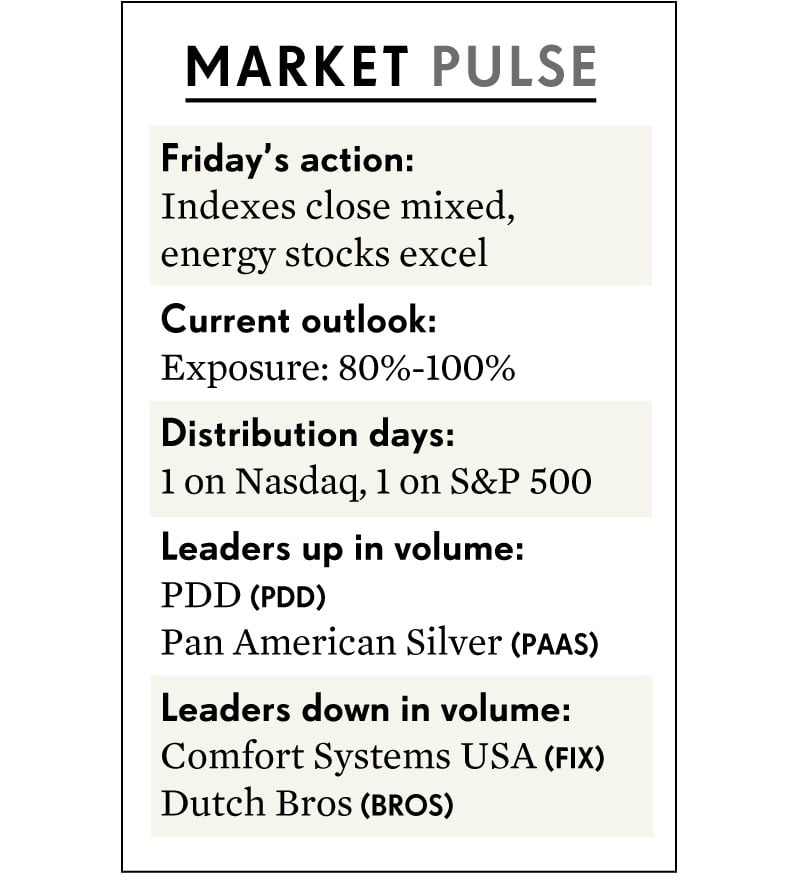 MARKET PULSE
Friday’s action:
Indexes close mixed,
energy stocks excel
Current outlook:
Exposure: 80%-100%
Distribution days:
1 on Nasdaq, 1 on S&P 500
Leaders up in volume:
PDD (PDD)
Pan American Silver (PAAS)
Leaders down in volume:
Comfort Systems USA (FIX)
Dutch Bros (BROS)